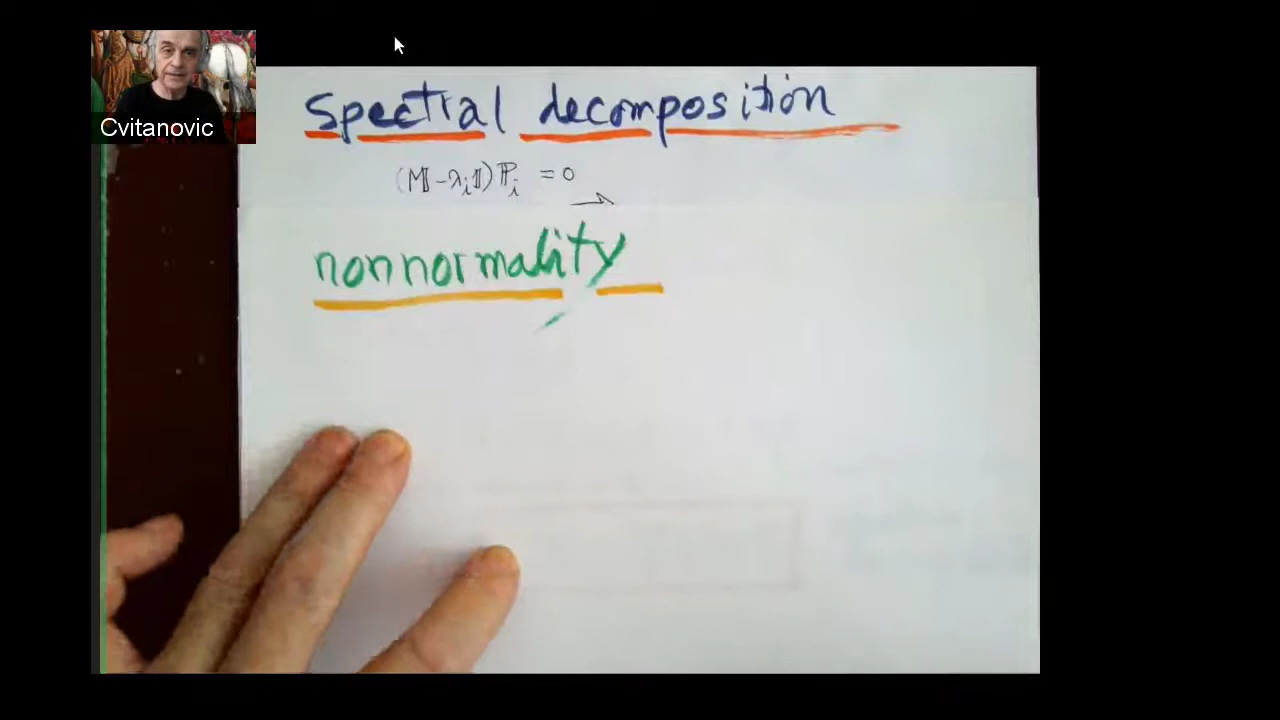 Cvitanovic
Spectral decomposition
(𝕄-λᵢ𝟙)ℙᵢ = 0
nonnormality